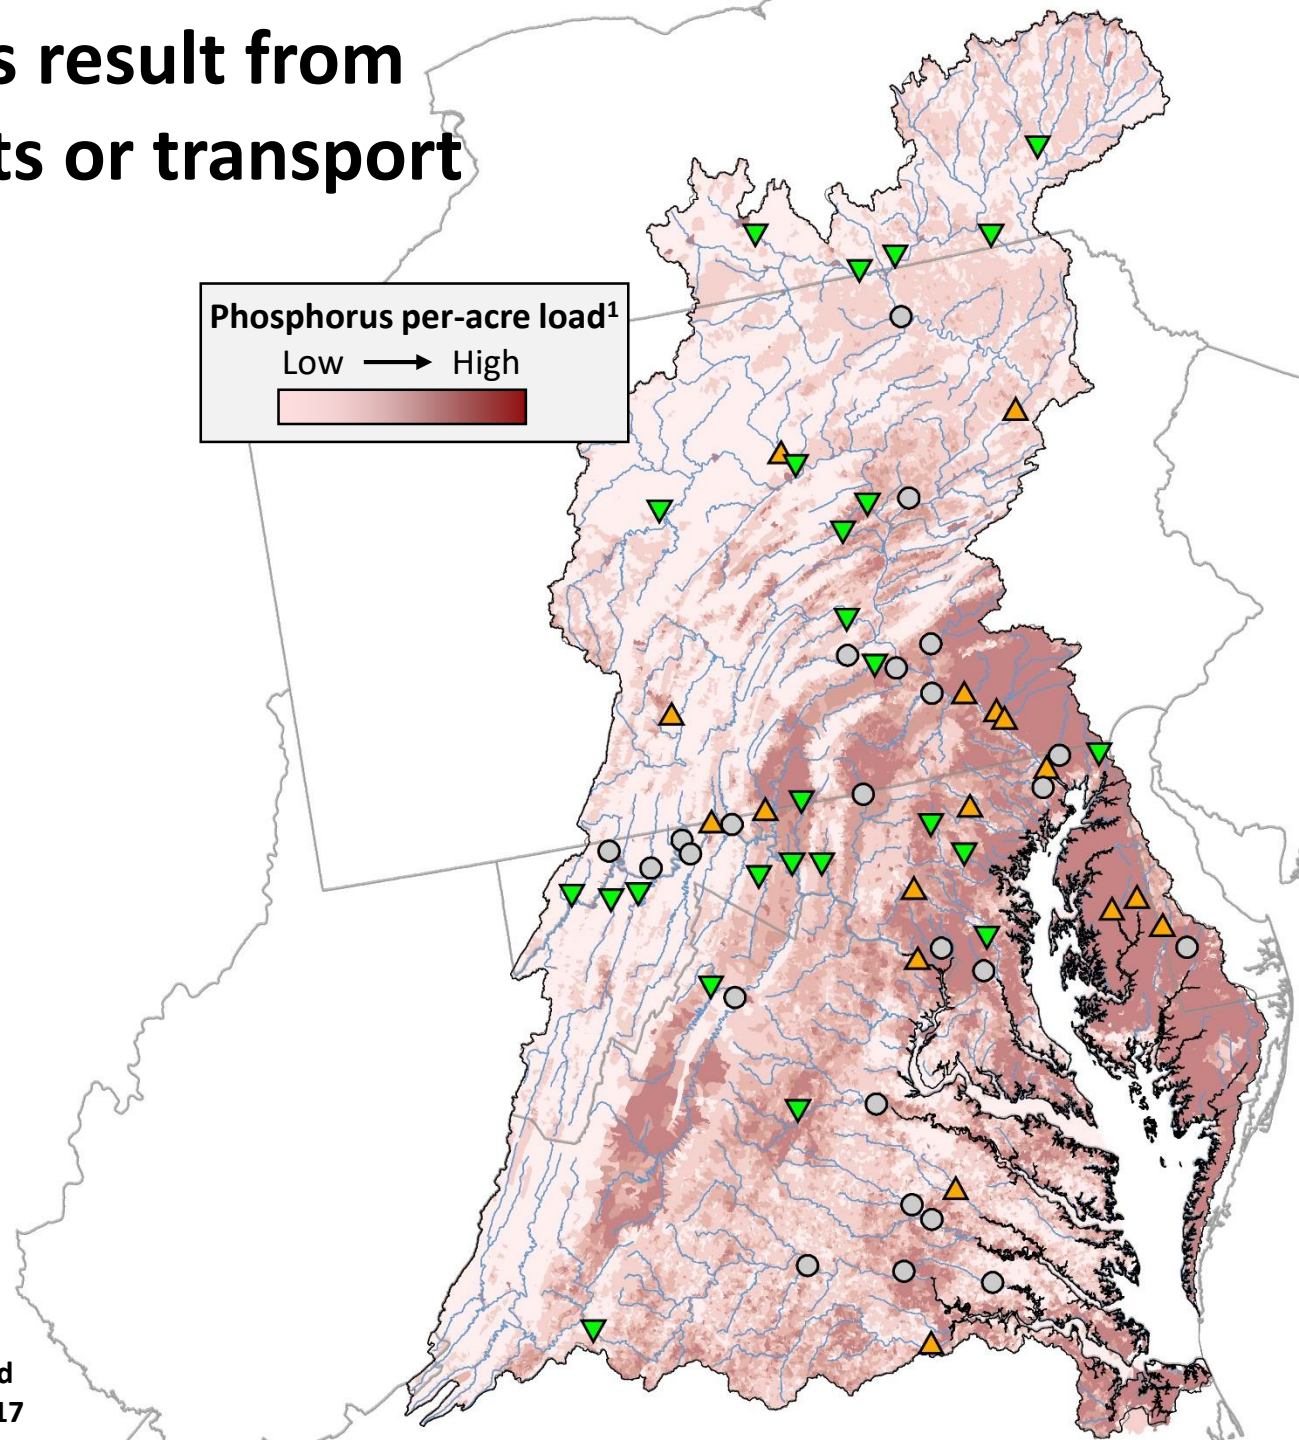 s result from
ts or transport
Phosphorus per-acre load¹
Low → High
d
17